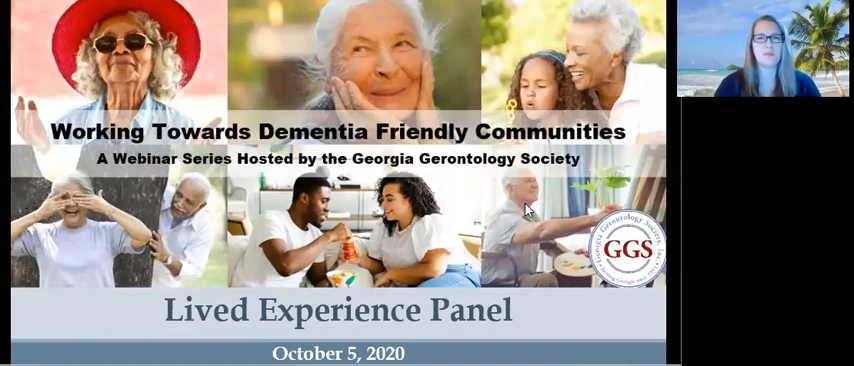 Working Towards Dementia Friendly Communities
A Webinar Series Hosted by the Georgia Gerontology Society
GGS
Lived Experience Panel
October 5, 2020